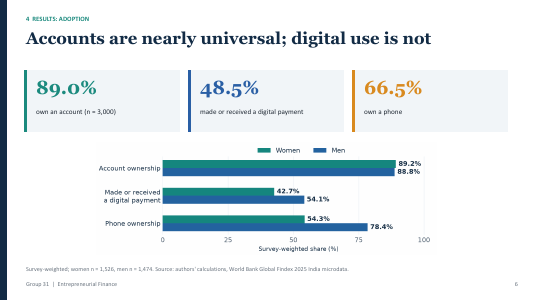 4 RESULTS: ADOPTION
Accounts are nearly universal; digital use is not
89.0%
own an account (n = 3,000)
48.5%
made or received a digital payment
66.5%
own a phone
Women
Men
Account ownership
89.2%
88.8%
Made or received
a digital payment
42.7%
54.1%
Phone ownership
54.3%
78.4%
0 25 50 75 100
Survey-weighted share (%)
Survey-weighted; women n = 1,526, men n = 1,474. Source: authors' calculations, World Bank Global Findex 2025 India microdata.
Group 31 | Entrepreneurial Finance
6